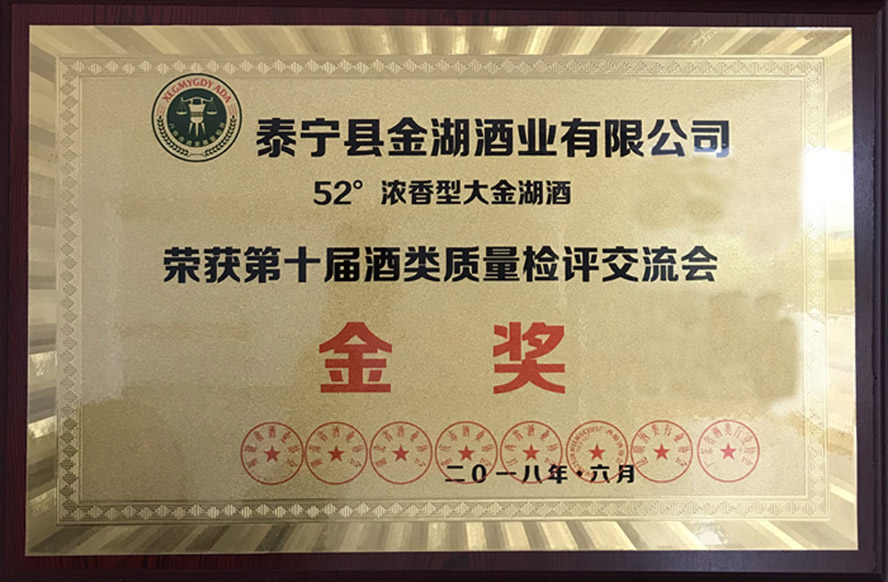 XEGMYGDY ADA
泰宁县金湖酒业有限公司
52° 浓香型大金湖酒
荣获第十届酒类质量检评交流会
金 奖
二0一八年·六月